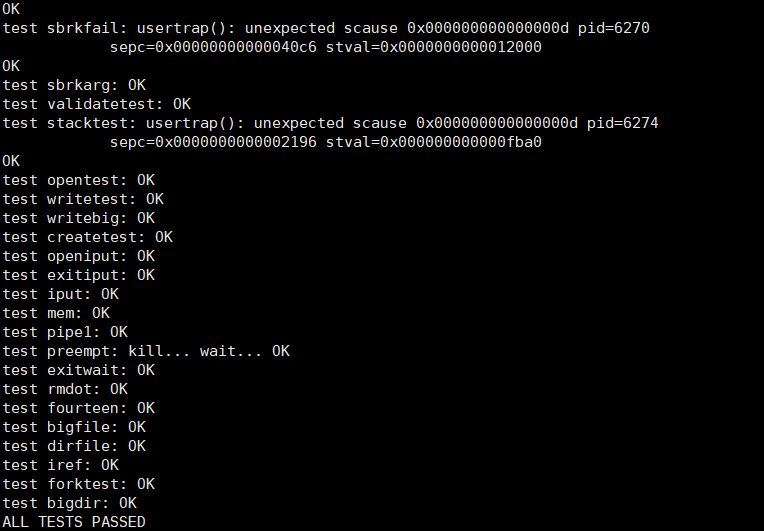 OK
test sbrkfail: usertrap(): unexpected scause 0x000000000000000d pid=6270
            sepc=0x00000000000040c6 stval=0x0000000000012000
OK
test sbrkarg: OK
test validatetest: OK
test stacktest: usertrap(): unexpected scause 0x000000000000000d pid=6274
            sepc=0x0000000000002196 stval=0x000000000000fba0
OK
test opentest: OK
test writetest: OK
test writebig: OK
test createtest: OK
test openiput: OK
test exitiput: OK
test iput: OK
test mem: OK
test pipe1: OK
test preempt: kill... wait... OK
test exitwait: OK
test rmdot: OK
test fourteen: OK
test bigfile: OK
test dirfile: OK
test iref: OK
test forktest: OK
test bigdir: OK
ALL TESTS PASSED